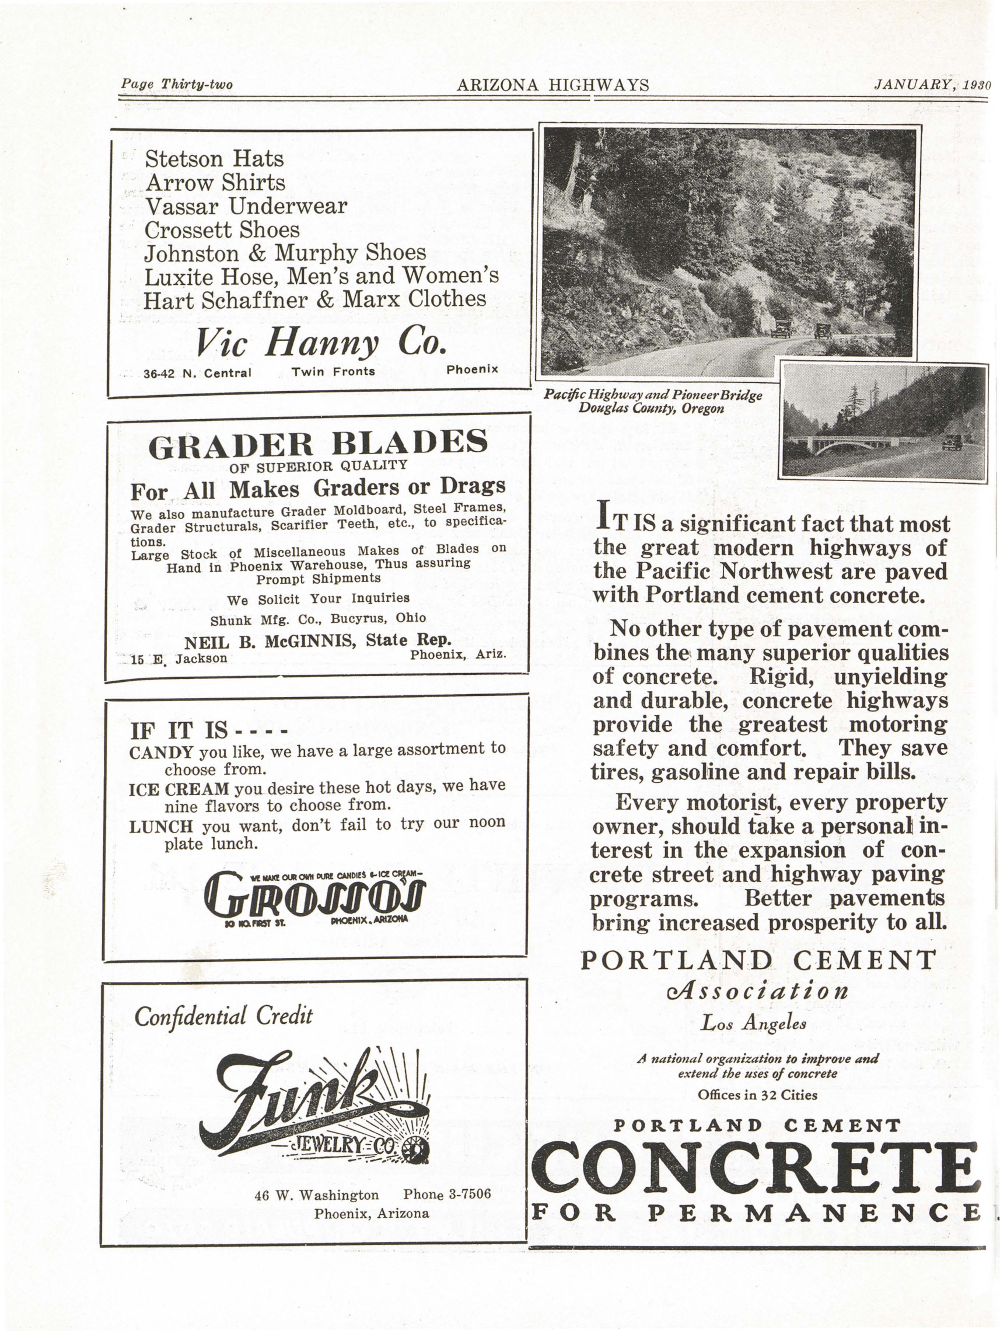 Page Thirty-two ARIZONA HIGHWAYS JANUARY, 1930
Stetson Hats
Arrow Shirts
Vassar Underwear
Crossett Shoes
Johnston & Murphy Shoes
Luxite Hose, Men's and Women's
Hart Schaffner & Marx Clothes
Vic Hanny Co.
36-42 N. Central Twin Fronts Phoenix
GRADER BLADES
OF SUPERIOR QUALITY
For All Makes Graders or Drags
We also manufacture Grader Moldboard, Steel Frames,
Grader Structurals, Scarifier Teeth, etc., to specifica-
tions.
Large Stock of Miscellaneous Makes of Blades on
Hand in Phoenix Warehouse, Thus assuring
Prompt Shipments
We Solicit Your Inquiries
Shunk Mfg. Co., Bucyrus, Ohio
NEIL B. McGINNIS, State Rep.
15 E. Jackson Phoenix, Ariz.
IF IT IS - - - -
CANDY you like, we have a large assortment to
choose from.
ICE CREAM you desire these hot days, we have
nine flavors to choose from.
LUNCH you want, don't fail to try our noon
plate lunch.
WE MAKE OUR OWN PURE CANDIES & ICE CREAM
GROSSO'S
10 NO. FIRST ST. PHOENIX, ARIZONA
Confidential Credit
Funk
JEWELRY CO.
46 W. Washington Phone 3-7506
Phoenix, Arizona
Pacific Highway and Pioneer Bridge
Douglas County, Oregon
IT IS a significant fact that most
the great modern highways of
the Pacific Northwest are paved
with Portland cement concrete.
No other type of pavement com-
bines the many superior qualities
of concrete. Rigid, unyielding
and durable, concrete highways
provide the greatest motoring
safety and comfort. They save
tires, gasoline and repair bills.
Every motorist, every property
owner, should take a personal in-
terest in the expansion of con-
crete street and highway paving
programs. Better pavements
bring increased prosperity to all.
PORTLAND CEMENT
Association
Los Angeles
A national organization to improve and
extend the uses of concrete
Offices in 32 Cities
PORTLAND CEMENT
CONCRETE
FOR PERMANENCE